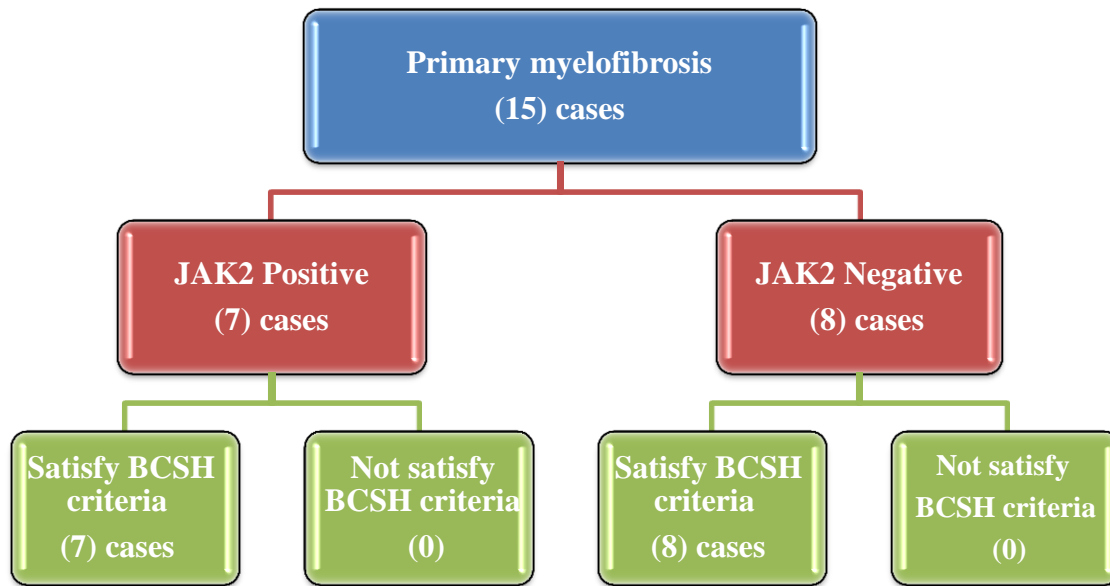 Primary myelofibrosis
(15) cases
JAK2 Positive
(7) cases
JAK2 Negative
(8) cases
Satisfy BCSH
criteria
(7) cases
Not satisfy
BCSH criteria
(0)
Satisfy BCSH
criteria
(8) cases
Not satisfy
BCSH criteria
(0)